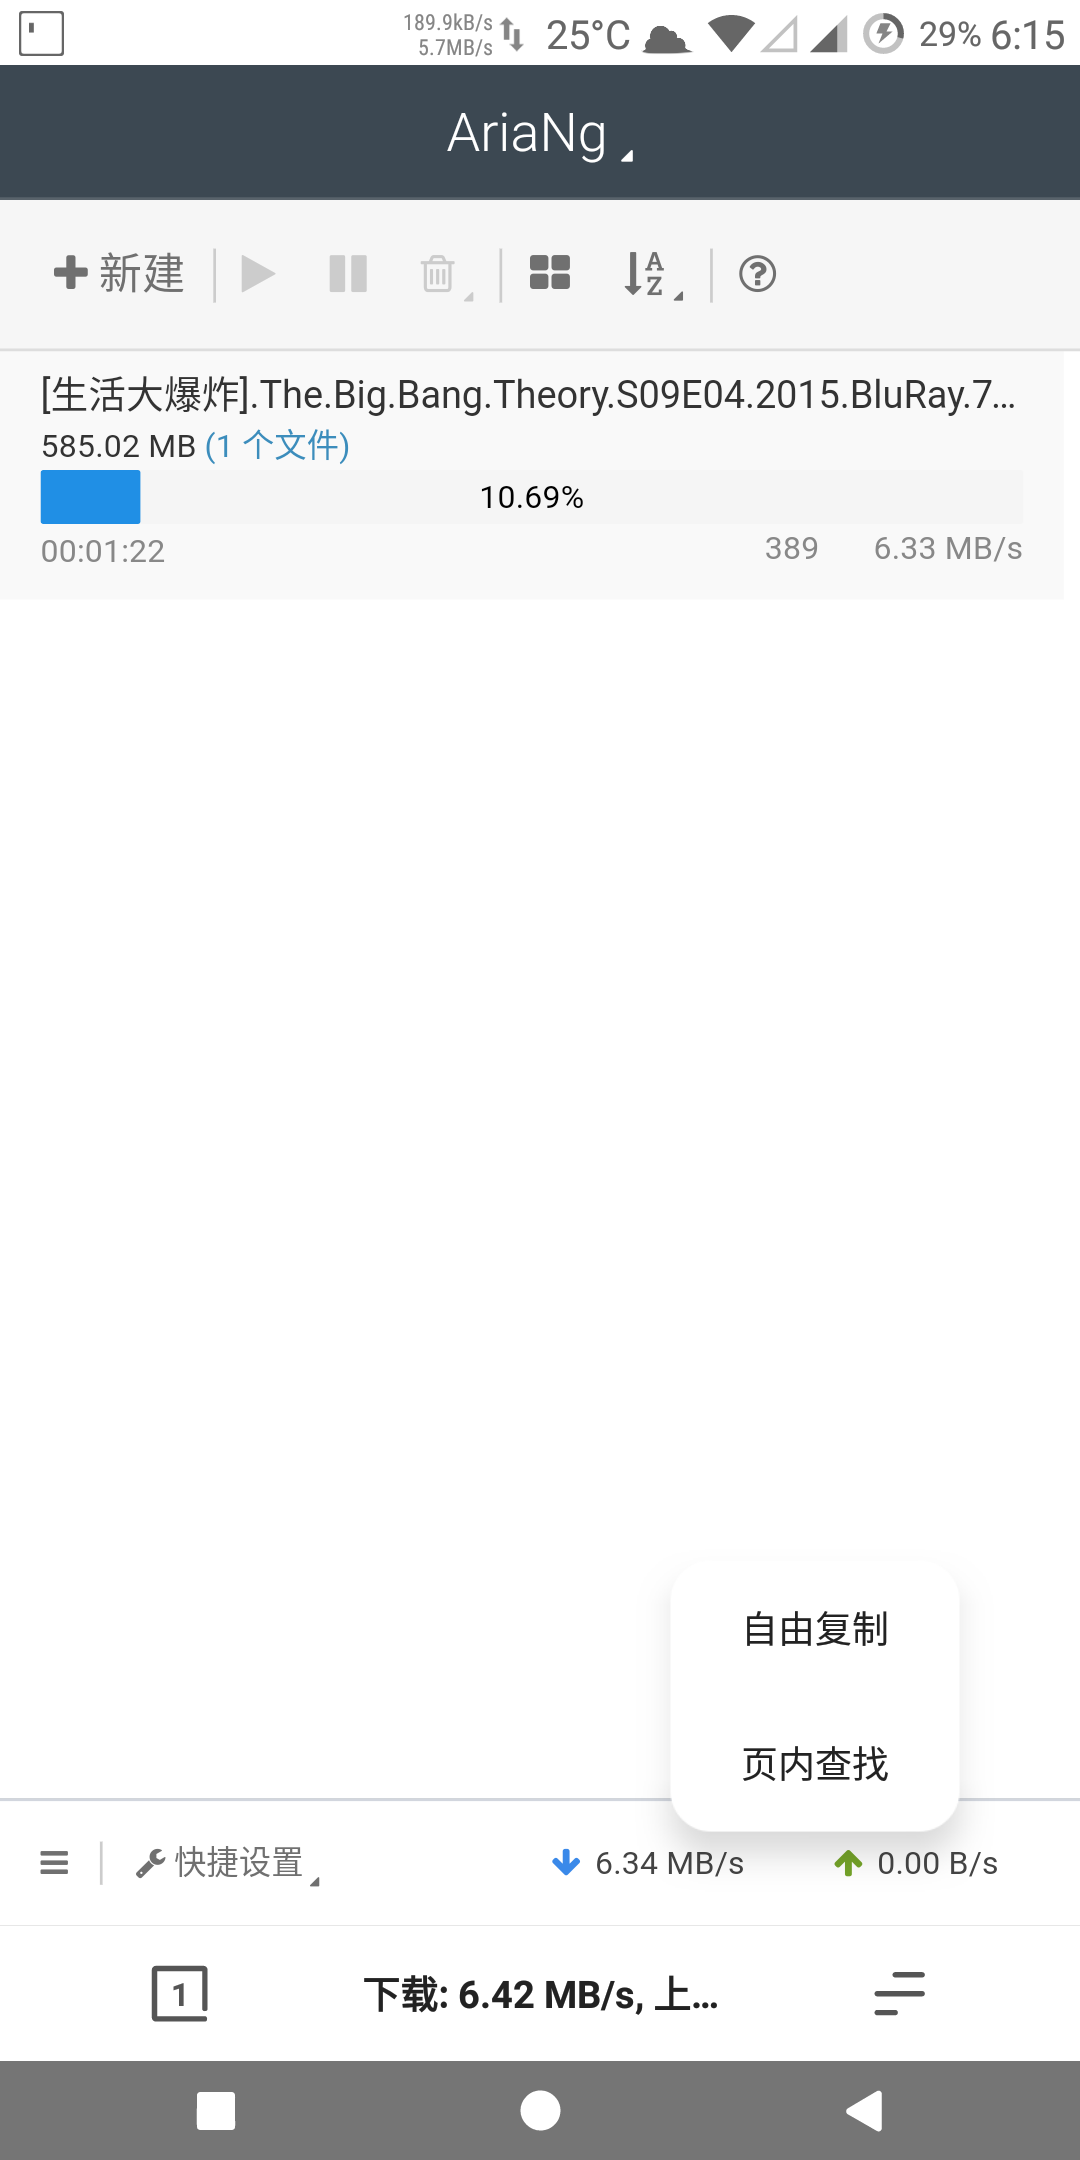 189.9kB/s
5.7MB/s
25°C
29% 6:15
AriaNg
新建
A
Z
[生活大爆炸].The.Big.Bang.Theory.S09E04.2015.BluRay.7...
585.02 MB (1 个文件)
10.69%
00:01:22 389 6.33 MB/s
自由复制
页内查找
快捷设置 6.34 MB/s 0.00 B/s
1 下载: 6.42 MB/s, 上...